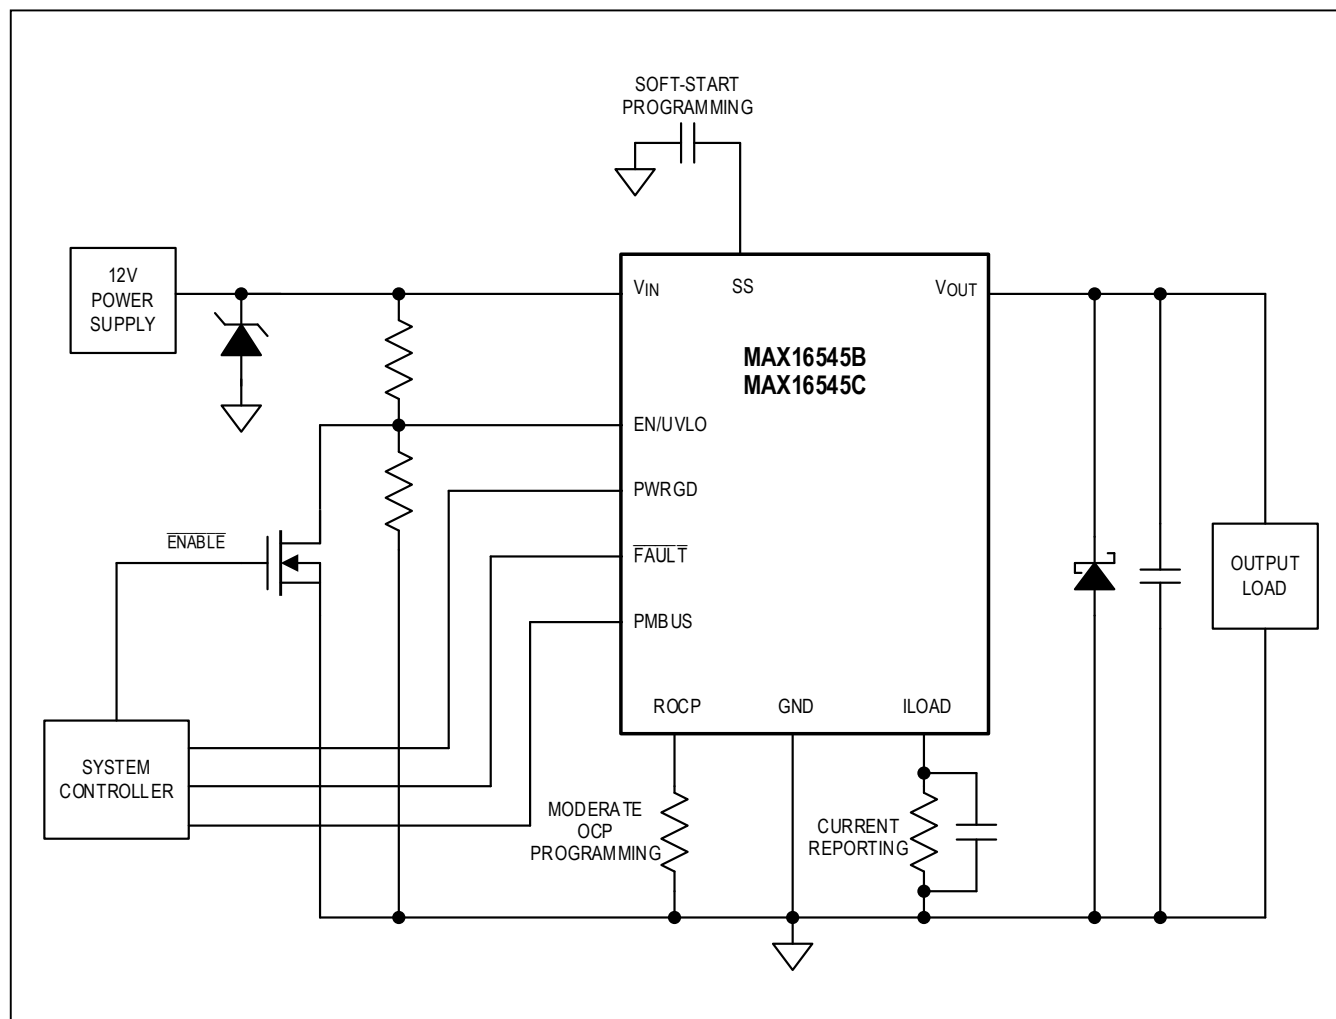 SOFT-START
PROGRAMMING
12V
POWER
SUPPLY
VIN
SS
VOUT
MAX16545B
MAX16545C
EN/UVLO
PWRGD
ENABLE
FAULT
OUTPUT
LOAD
PMBUS
ROCP
GND
ILOAD
SYSTEM
CONTROLLER
MODERATE
OCP
PROGRAMMING
CURRENT
REPORTING